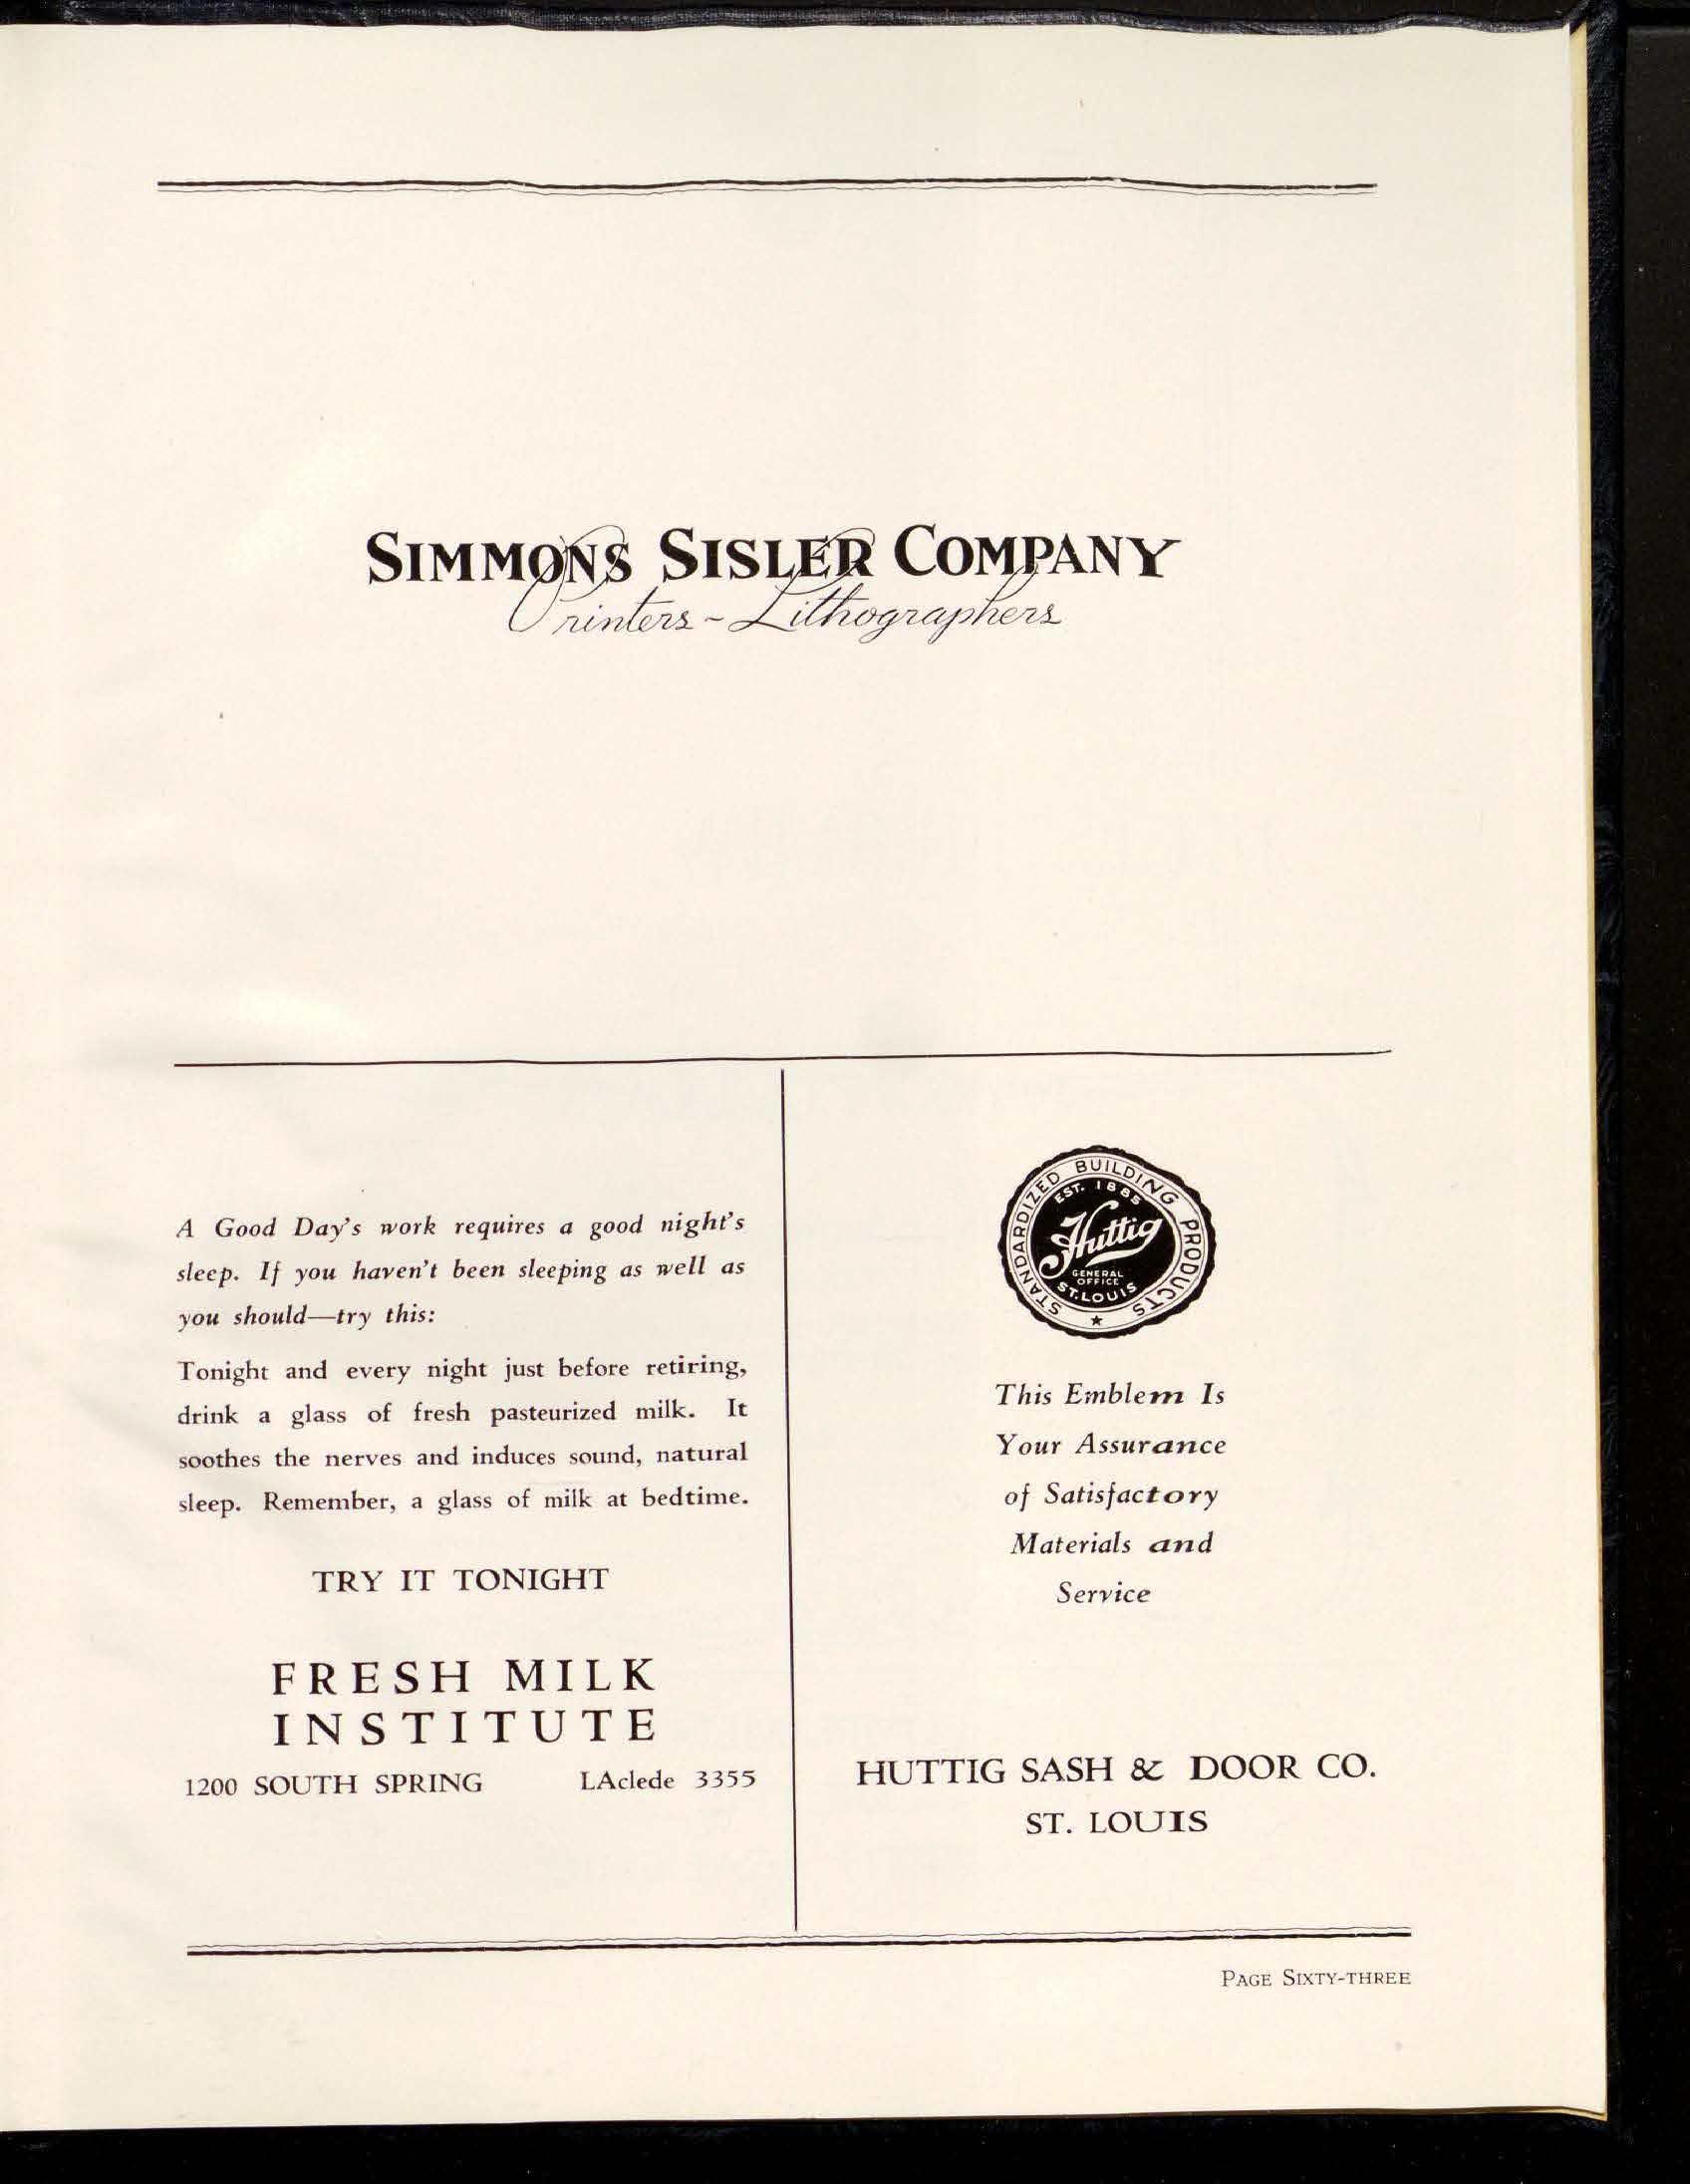 SIMMONS SISLER COMPANY
Printers ~ Lithographers
A Good Day's work requires a good night's
sleep. If you haven't been sleeping as well as
you should—try this:
Tonight and every night just before retiring,
drink a glass of fresh pasteurized milk. It
soothes the nerves and induces sound, natural
sleep. Remember, a glass of milk at bedtime.
TRY IT TONIGHT
FRESH MILK
INSTITUTE
1200 SOUTH SPRING LAclede 3355
STANDARDIZED BUILDING PRODUCTS
EST. 1885
Huttig
GENERAL
OFFICE
ST. LOUIS
★
This Emblem Is
Your Assurance
of Satisfactory
Materials and
Service
HUTTIG SASH & DOOR CO.
ST. LOUIS
PAGE SIXTY-THREE